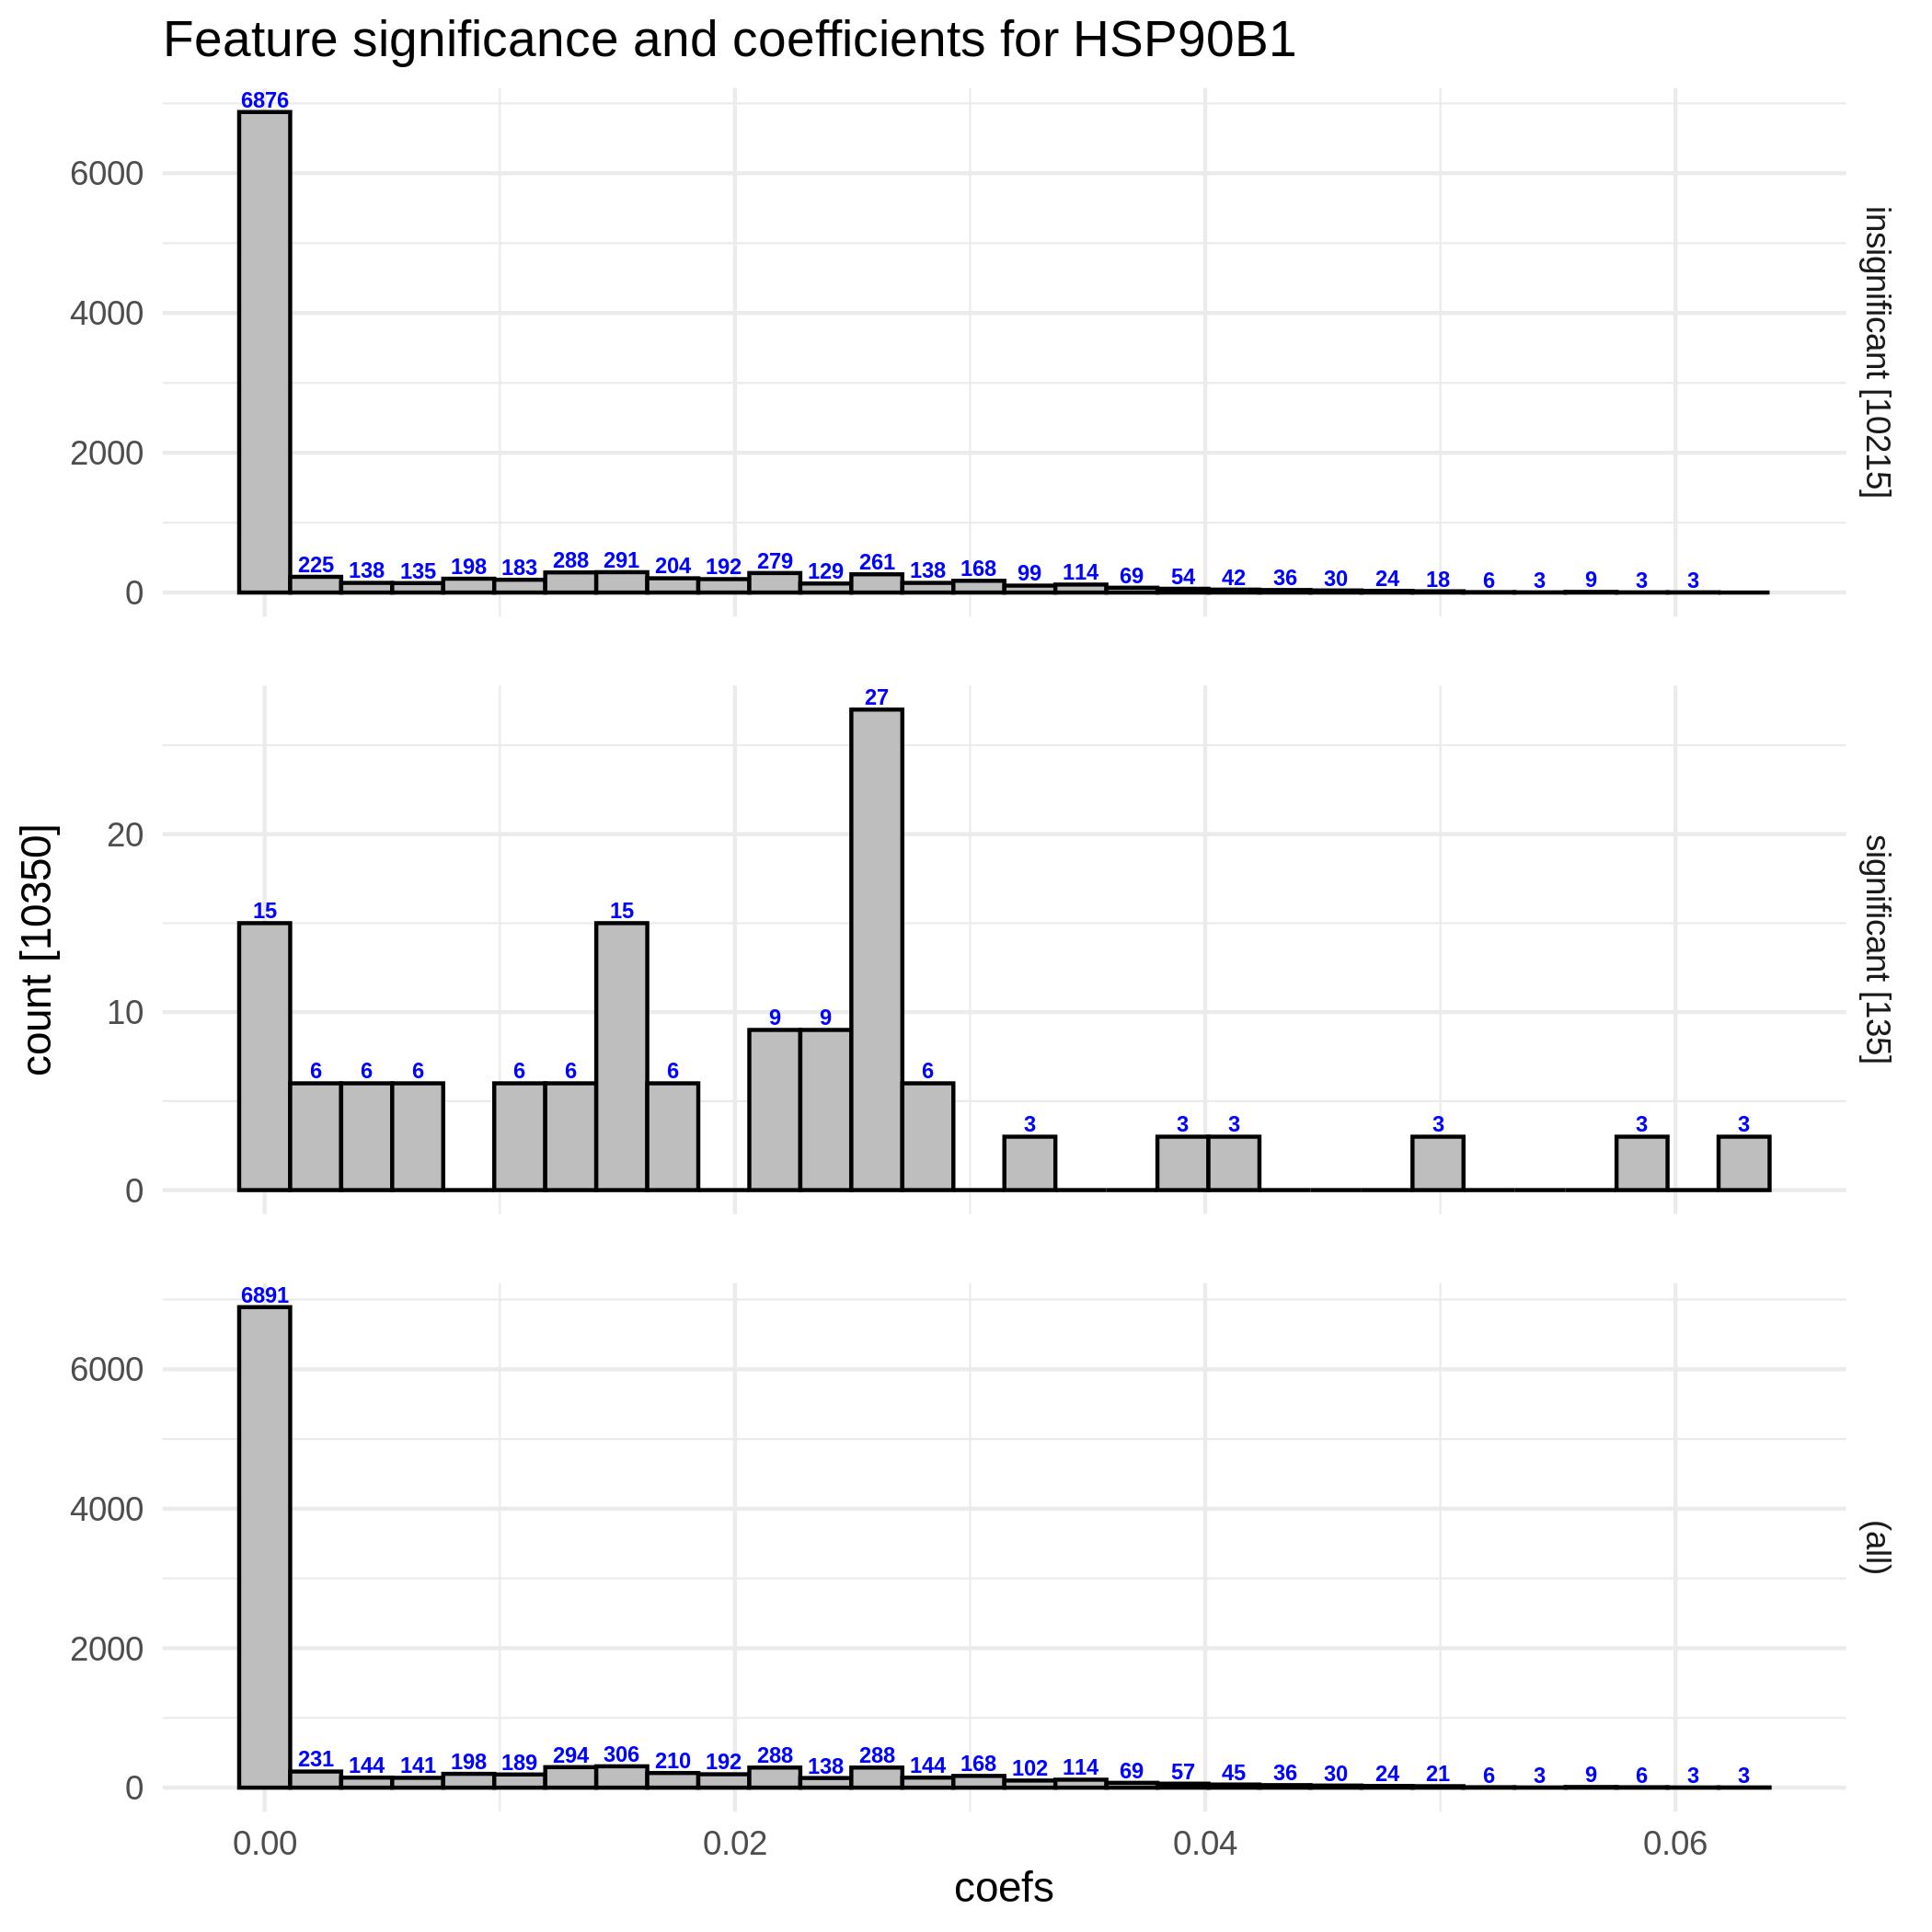 Feature significance and coefficients for HSP90B1
6876
6000
4000
2000
0
225 138 135 198 183 288 291 204 192 279 129 261 138 168 99 114 69 54 42 36 30 24 18 6 3 9 3 3
insignificant [10215]
27
20
10
0
15 6 6 6 6 6 15 6 9 9 6 3 3 3 3 3 3
significant [135]
count [10350]
6891
6000
4000
2000
0
231 144 141 198 189 294 306 210 192 288 138 288 144 168 102 114 69 57 45 36 30 24 21 6 3 9 6 3 3
(all)
0.00 0.02 0.04 0.06
coefs